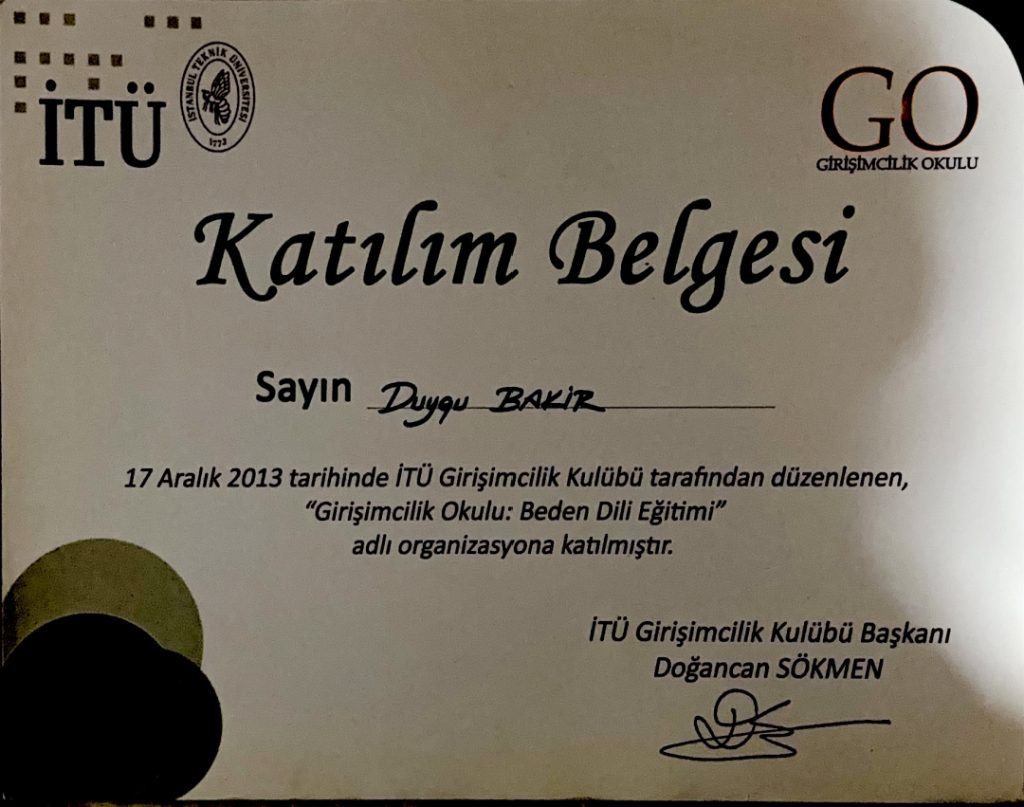 İTÜ
İSTANBUL TEKNİK ÜNİVERSİTESİ
1773
GO
GİRİŞİMCİLİK OKULU
Katılım Belgesi
Sayın Duygu BAKIR
17 Aralık 2013 tarihinde İTÜ Girişimcilik Kulübü tarafından düzenlenen,
“Girişimcilik Okulu: Beden Dili Eğitimi”
adlı organizasyona katılmıştır.
İTÜ Girişimcilik Kulübü Başkanı
Doğancan SÖKMEN